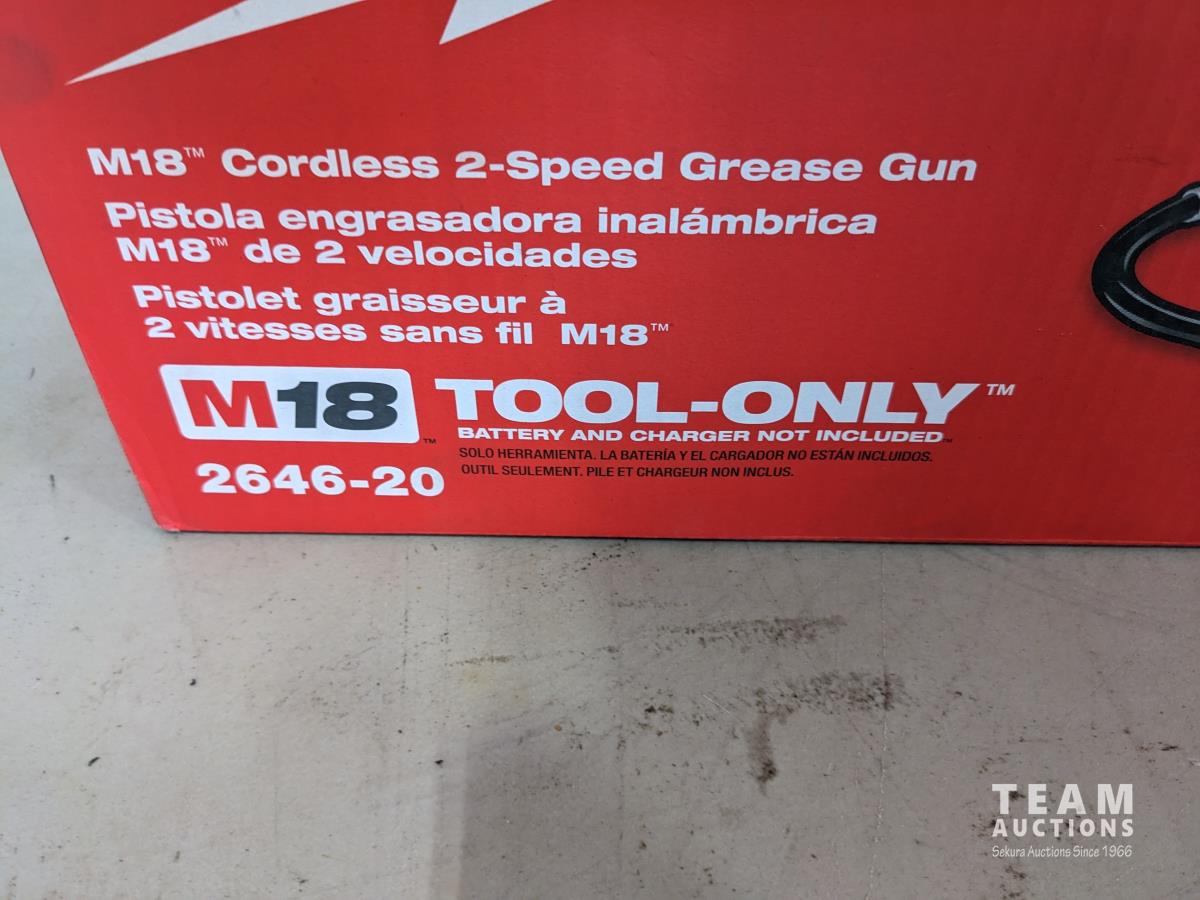 M18™ Cordless 2-Speed Grease Gun
Pistola engrasadora inalámbrica
M18™ de 2 velocidades
Pistolet graisseur à
2 vitesses sans fil M18™
M18™
TOOL-ONLY™
BATTERY AND CHARGER NOT INCLUDED™
SOLO HERRAMIENTA. LA BATERÍA Y EL CARGADOR NO ESTÁN INCLUIDOS.
OUTIL SEULEMENT. PILE ET CHARGEUR NON INCLUS.
2646-20
TEAM
AUCTIONS
Sekura Auctions Since 1966